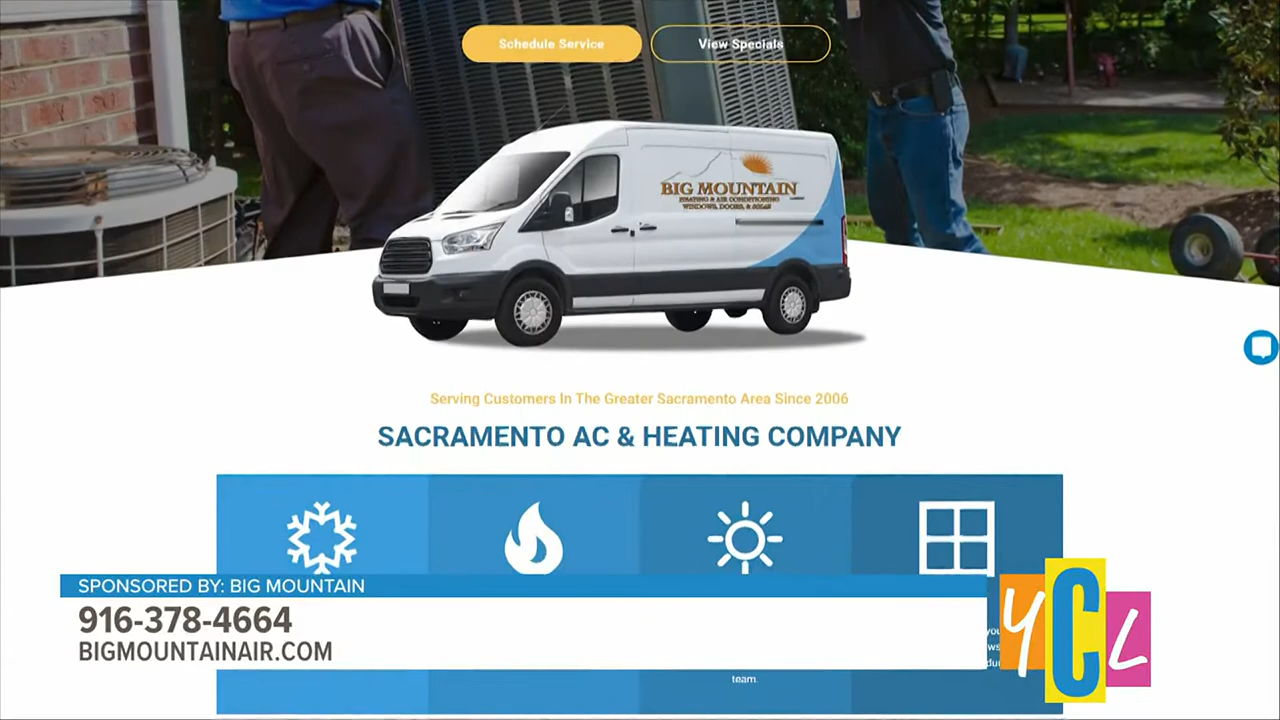 Schedule Service
View Specials
BIG MOUNTAIN
HEATING & AIR CONDITIONING
WINDOWS, DOORS, & SOLAR
Serving Customers In The Greater Sacramento Area Since 2006
SACRAMENTO AC & HEATING COMPANY
SPONSORED BY: BIG MOUNTAIN
916-378-4664
BIGMOUNTAINAIR.COM
YCL
team.